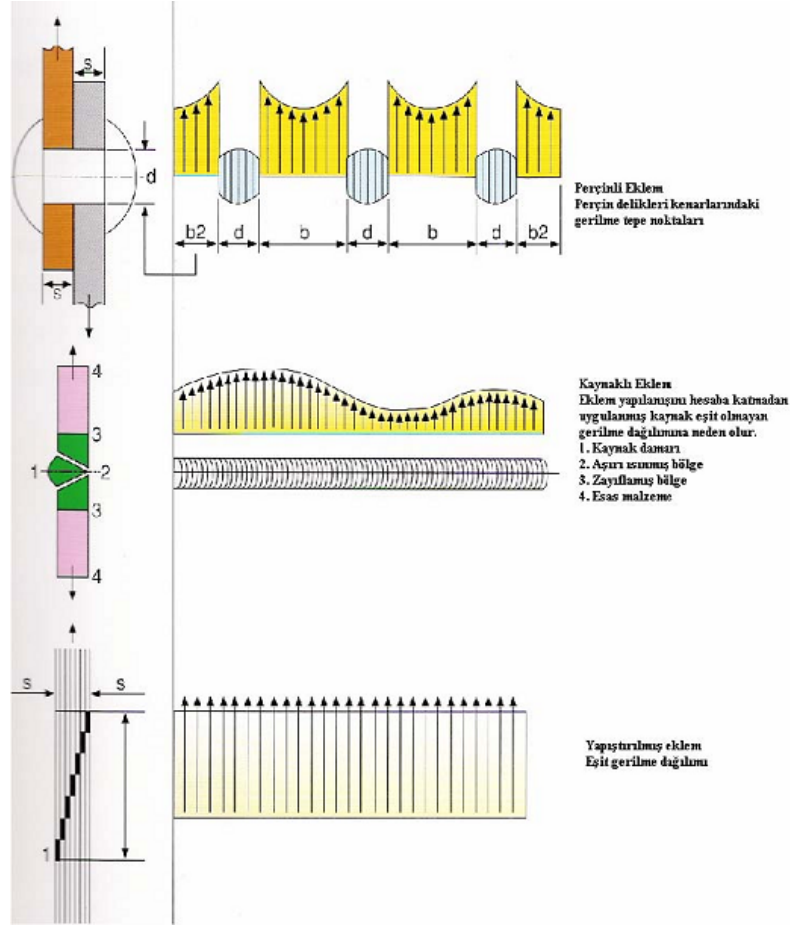 S
d
b2 d b d b d b2
S
Perçinli Eklem
Perçin delikleri kenarlarındaki
gerilme tepe noktaları
4
3
1 2
3
4
Kaynaklı Eklem
Eklem yapılanışını hesaba katmadan
uygulanmış kaynak eşit olmayan
gerilme dağılımına neden olur.
1. Kaynak damarı
2. Aşırı ısınmış bölge
3. Zayıflamış bölge
4. Esas malzeme
S S
1
Yapıştırılmış eklem
Eşit gerilme dağılımı